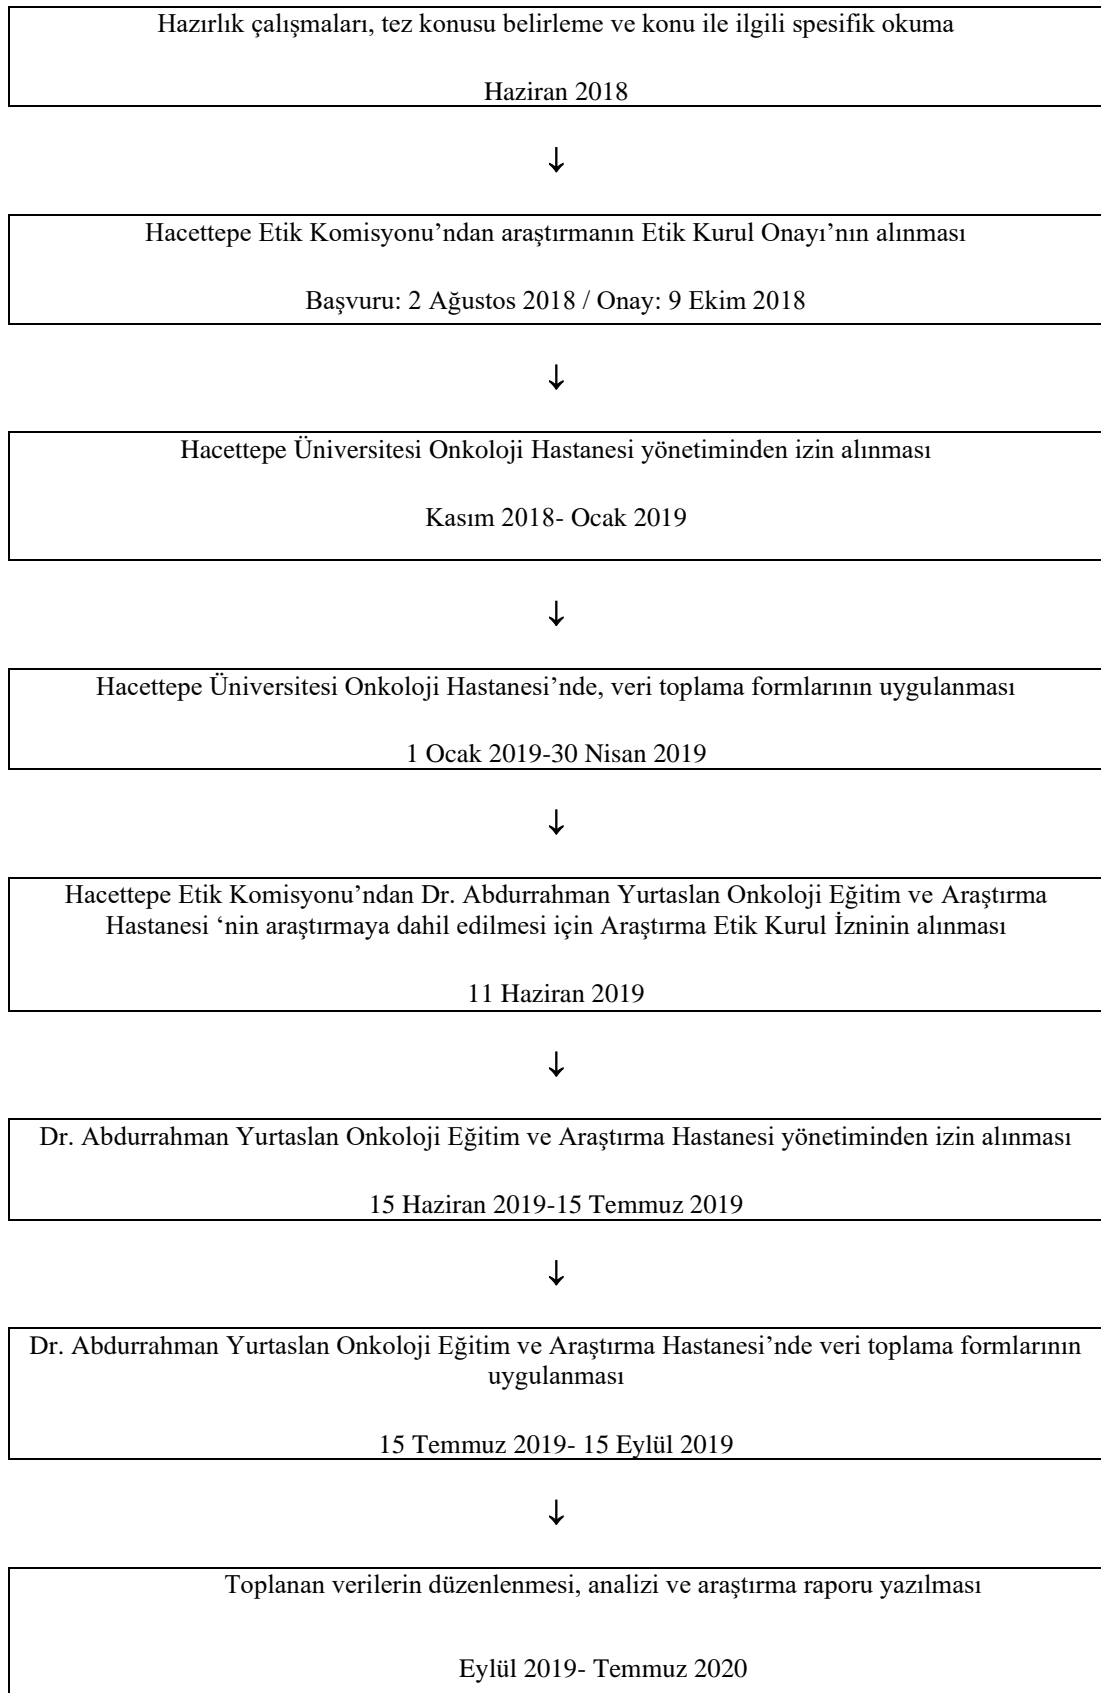 Hazırlık çalışmaları, tez konusu belirleme ve konu ile ilgili spesifik okuma
Haziran 2018
↓
Hacettepe Etik Komisyonu’ndan araştırmanın Etik Kurul Onayı’nın alınması
Başvuru: 2 Ağustos 2018 / Onay: 9 Ekim 2018
↓
Hacettepe Üniversitesi Onkoloji Hastanesi yönetiminden izin alınması
Kasım 2018- Ocak 2019
↓
Hacettepe Üniversitesi Onkoloji Hastanesi’nde, veri toplama formlarının uygulanması
1 Ocak 2019-30 Nisan 2019
↓
Hacettepe Etik Komisyonu’ndan Dr. Abdurrahman Yurtaslan Onkoloji Eğitim ve Araştırma
Hastanesi ‘nin araştırmaya dahil edilmesi için Araştırma Etik Kurul İzninin alınması
11 Haziran 2019
↓
Dr. Abdurrahman Yurtaslan Onkoloji Eğitim ve Araştırma Hastanesi yönetiminden izin alınması
15 Haziran 2019-15 Temmuz 2019
↓
Dr. Abdurrahman Yurtaslan Onkoloji Eğitim ve Araştırma Hastanesi’nde veri toplama formlarının
uygulanması
15 Temmuz 2019- 15 Eylül 2019
↓
Toplanan verilerin düzenlenmesi, analizi ve araştırma raporu yazılması
Eylül 2019- Temmuz 2020